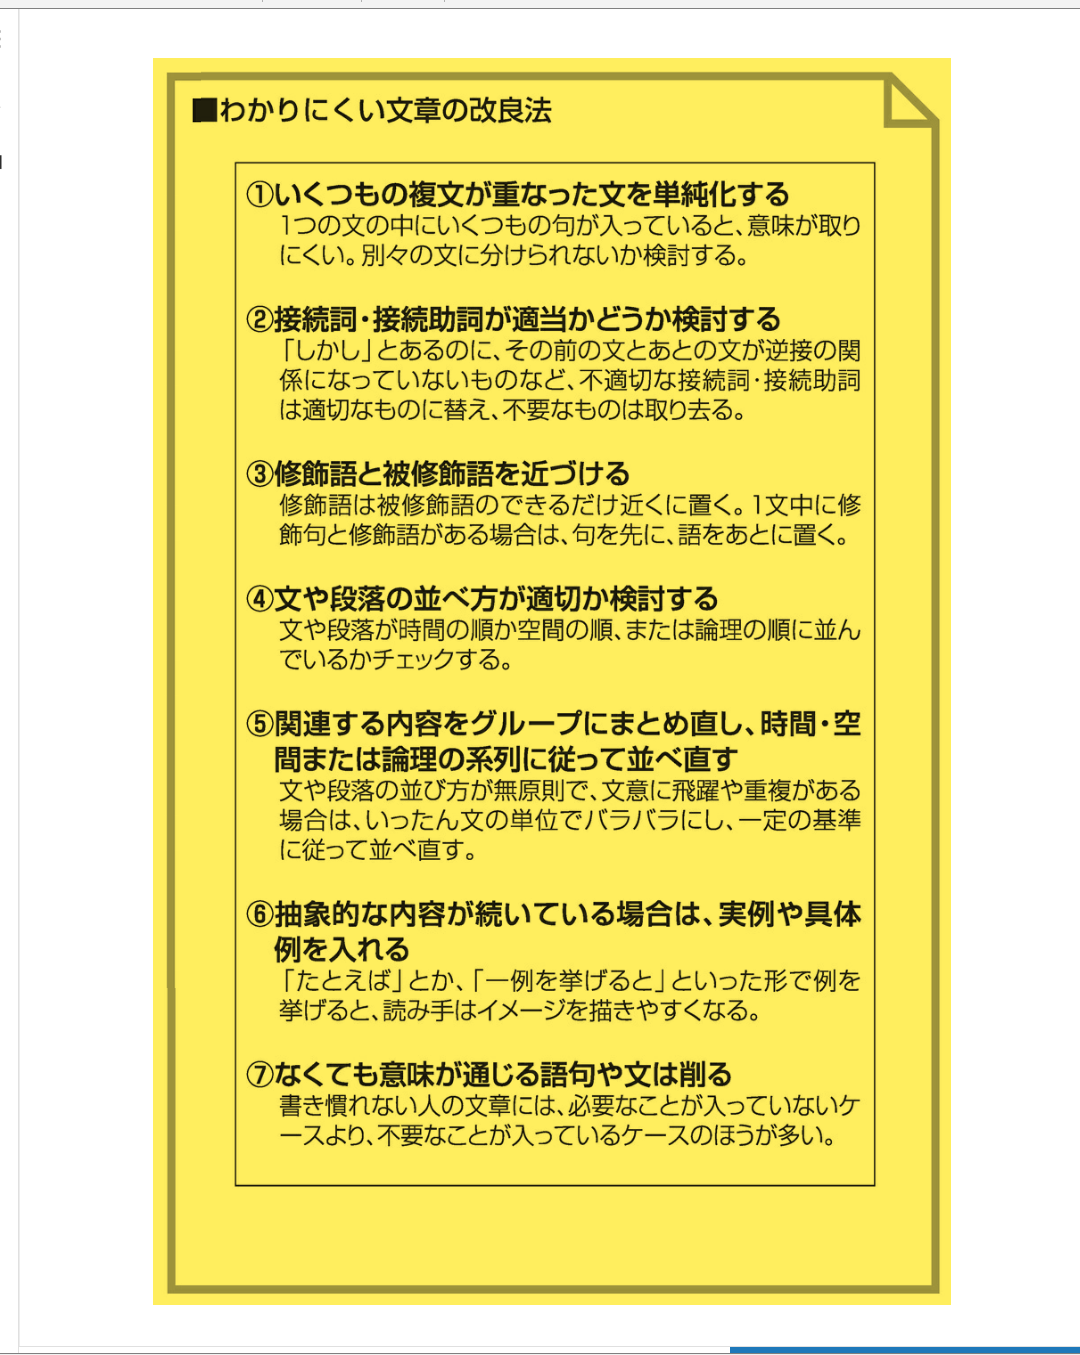 ■わかりにくい文章の改良法
①いくつもの複文が重なった文を単純化する
1つの文の中にいくつもの句が入っていると、意味が取り
にくい。別々の文に分けられないか検討する。
②接続詞・接続助詞が適当かどうか検討する
「しかし」とあるのに、その前の文とあとの文が逆接の関
係になっていないものなど、不適切な接続詞・接続助詞
は適切なものに替え、不要なものは取り去る。
③修飾語と被修飾語を近づける
修飾語は被修飾語のできるだけ近くに置く。1文中に修
飾句と修飾語がある場合は、句を先に、語をあとに置く。
④文や段落の並べ方が適切か検討する
文や段落が時間の順か空間の順、または論理の順に並ん
でいるかチェックする。
⑤関連する内容をグループにまとめ直し、時間・空
間または論理の系列に従って並べ直す
文や段落の並び方が無原則で、文意に飛躍や重複がある
場合は、いったん文の単位でバラバラにし、一定の基準
に従って並べ直す。
⑥抽象的な内容が続いている場合は、実例や具体
例を入れる
「たとえば」とか、「一例を挙げると」といった形で例を
挙げると、読み手はイメージを描きやすくなる。
⑦なくても意味が通じる語句や文は削る
書き慣れない人の文章には、必要なことが入っていないケ
ースより、不要なことが入っているケースのほうが多い。